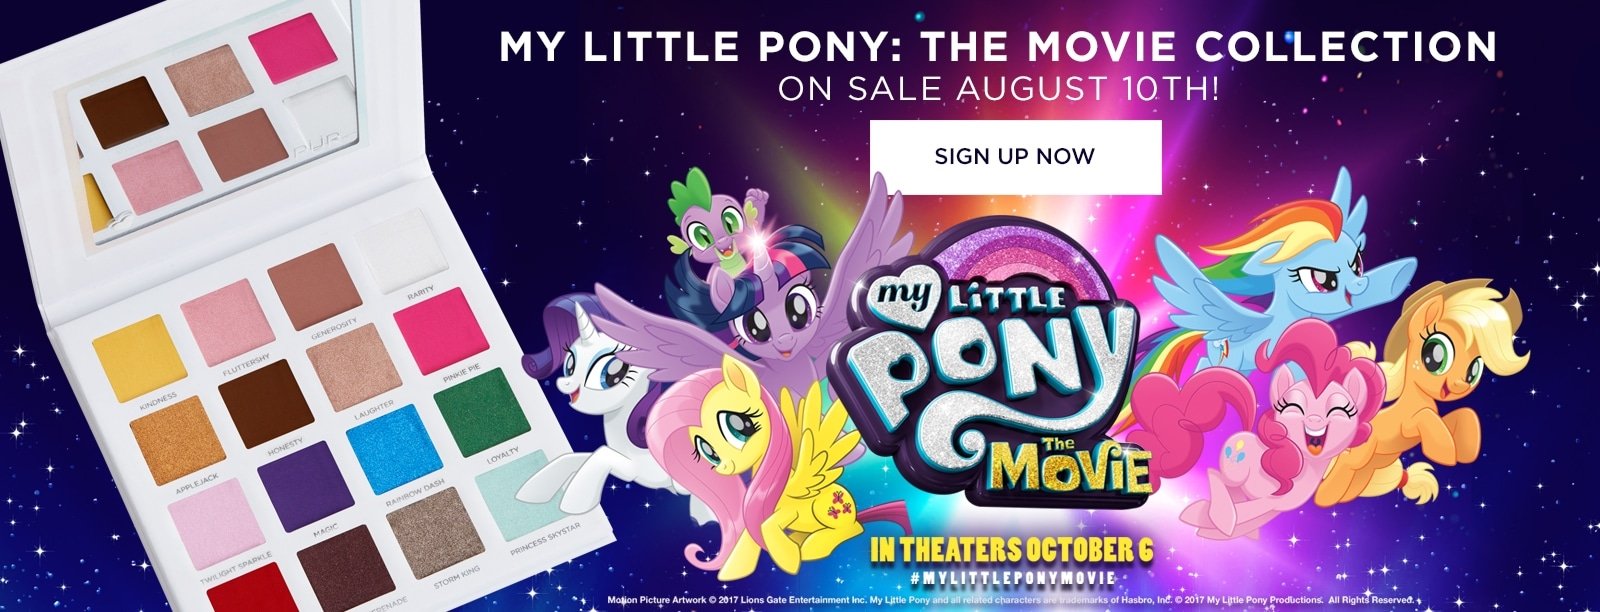 MY LITTLE PONY: THE MOVIE COLLECTION
ON SALE AUGUST 10TH!
SIGN UP NOW
PÜR
RARITY
GENEROSITY
FLUTTERSHY
KINDNESS
PINKIE PIE
LAUGHTER
HONESTY
APPLEJACK
LOYALTY
RAINBOW DASH
MAGIC
TWILIGHT SPARKLE
PRINCESS SKYSTAR
STORM KING
my LiTTLE
PONY
The
MOViE
IN THEATERS OCTOBER 6
#MYLITTLEPONYMOVIE
Motion Picture Artwork © 2017 Lions Gate Entertainment Inc. My Little Pony and all related characters are trademarks of Hasbro, Inc. © 2017 My Little Pony Productions. All Rights Reserved.